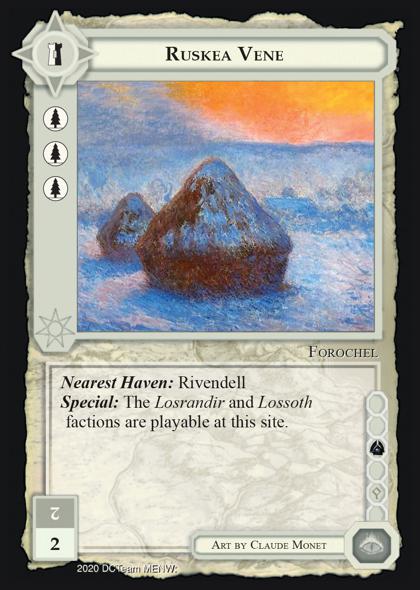 RUSKEA VENE
FOROCHEL
Nearest Haven: Rivendell
Special: The Losrandir and Lossoth
factions are playable at this site.
2
2
ART BY CLAUDE MONET
2020 DCTeam MENW: